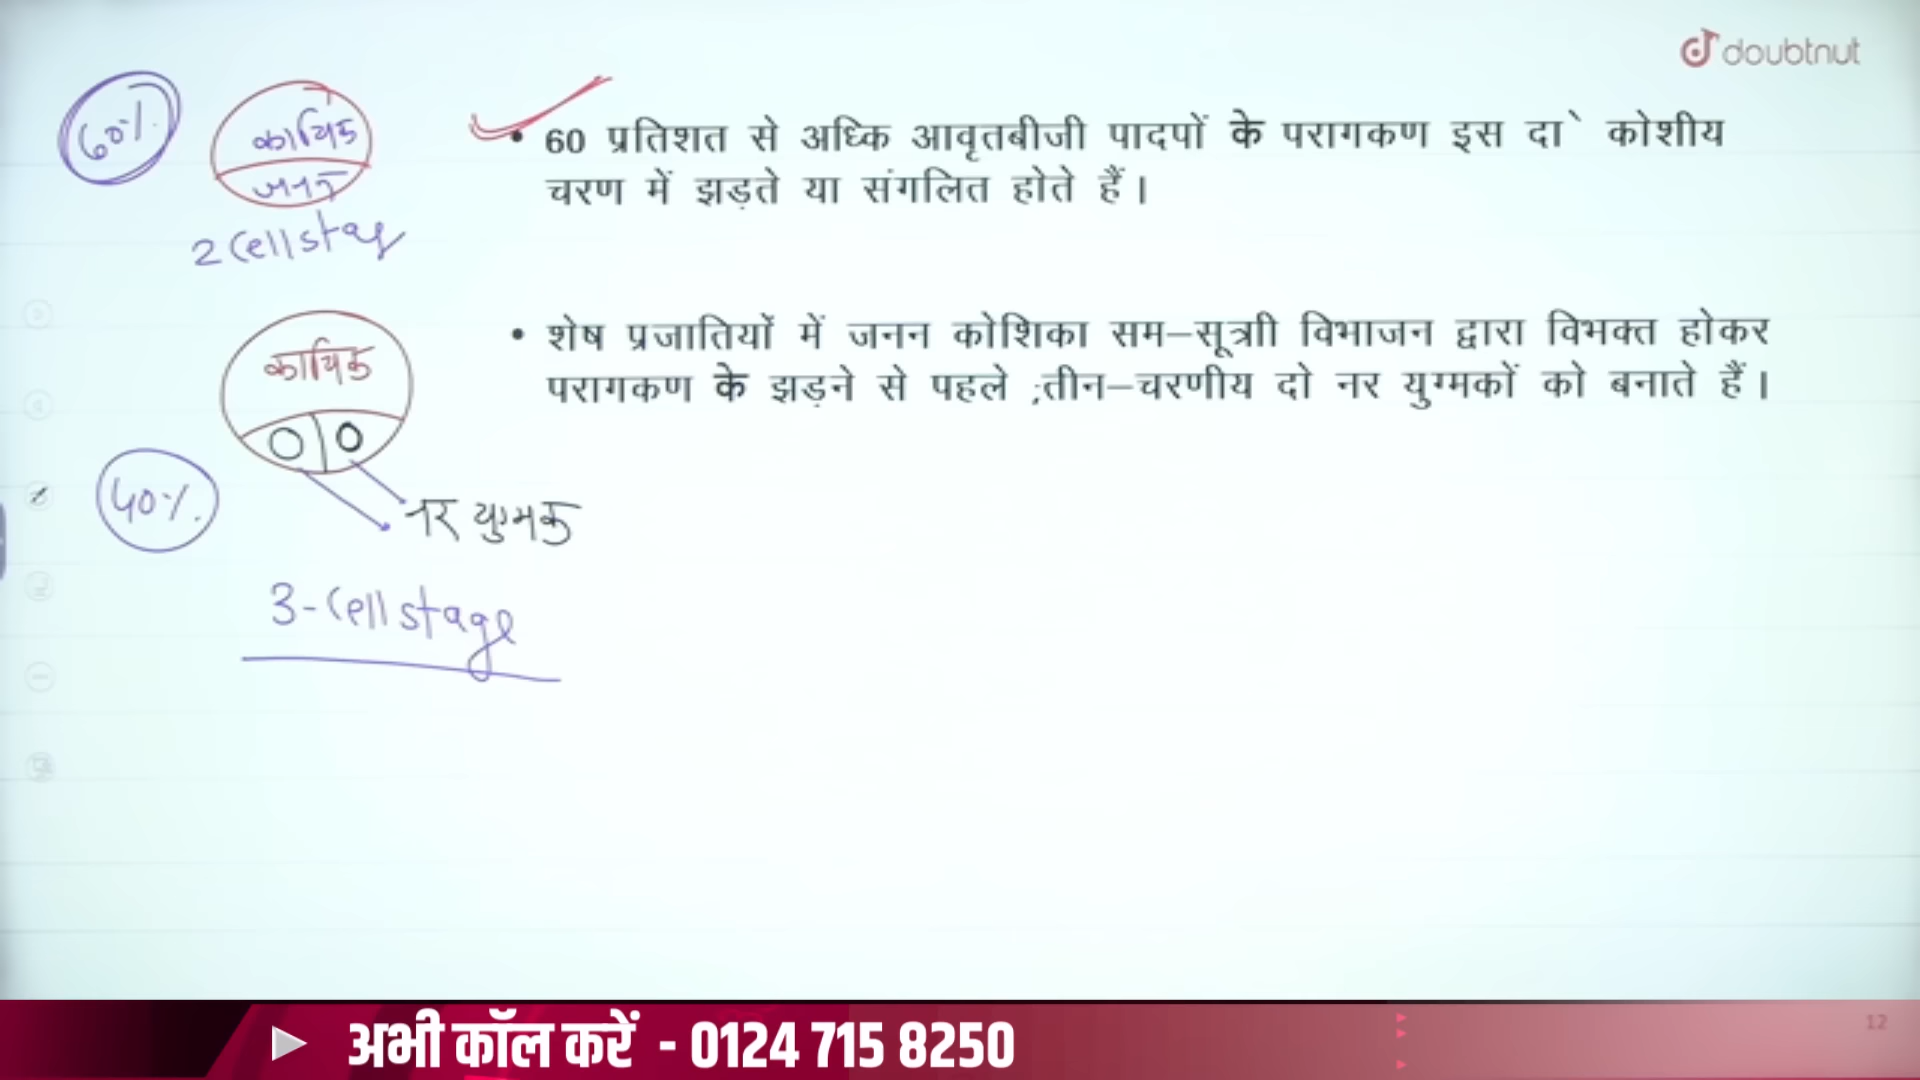 doubtnut
60%
कायिक
जनन
2 Cell stag
• 60 प्रतिशत से अध्कि आवृतबीजी पादपों के परागकण इस दा` कोशीय
चरण में झड़ते या संगलित होते हैं।
कायिक
• शेष प्रजातियों में जनन कोशिका सम–सूत्राी विभाजन द्वारा विभक्त होकर
परागकण के झड़ने से पहले ;तीन–चरणीय दो नर युग्मकों को बनाते हैं।
40%.
नर युग्मक
3-Cell stage
अभी कॉल करें - 0124 715 8250
12